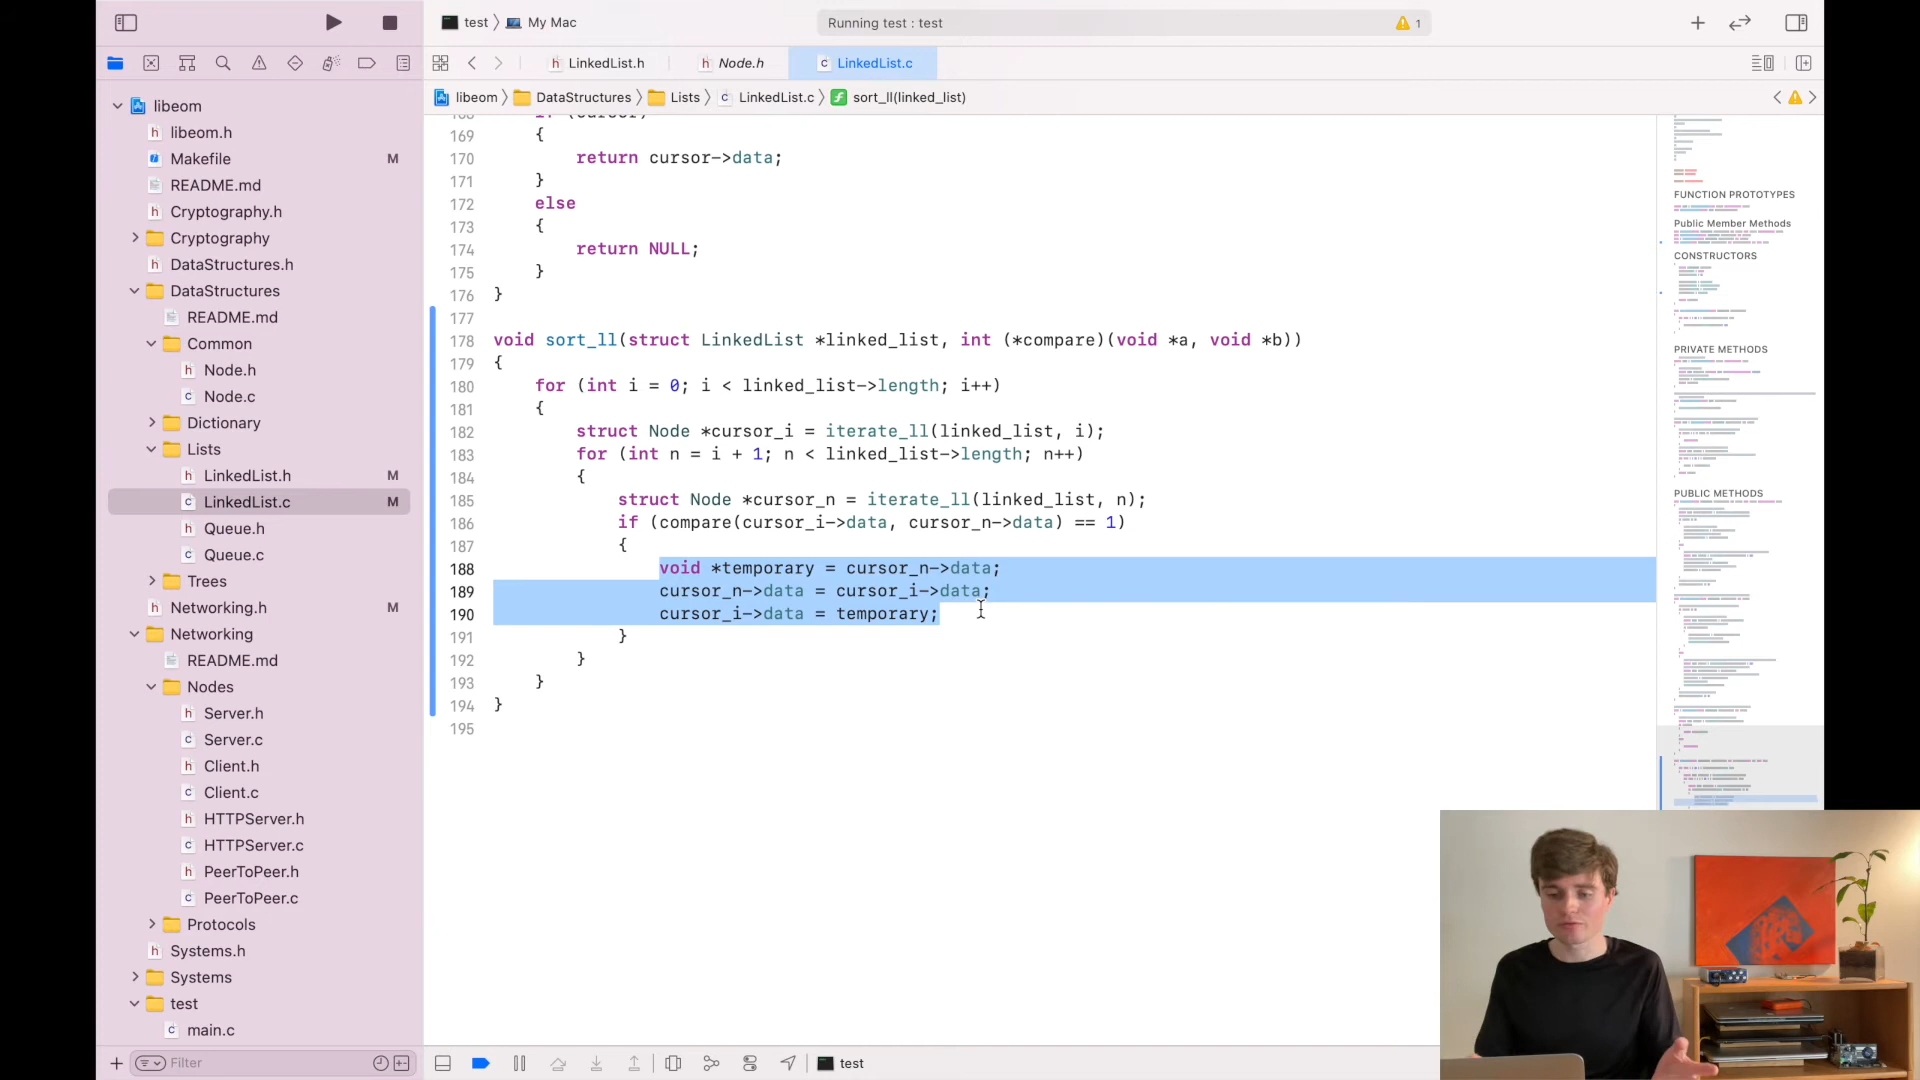 test
My Mac
Running test : test
1
LinkedList.h
Node.h
LinkedList.c
libeom
DataStructures
Lists
LinkedList.c
sort_ll(linked_list)
libeom
libeom.h
Makefile M
README.md
Cryptography.h
Cryptography
DataStructures.h
DataStructures
README.md
Common
Node.h
Node.c
Dictionary
Lists
LinkedList.h M
LinkedList.c M
Queue.h
Queue.c
Trees
Networking.h M
Networking
README.md
Nodes
Server.h
Server.c
Client.h
Client.c
HTTPServer.h
HTTPServer.c
PeerToPeer.h
PeerToPeer.c
Protocols
Systems.h
Systems
test
main.c
Filter
169 {
170 return cursor->data;
171 }
172 else
173 {
174 return NULL;
175 }
176 }
177
178 void sort_ll(struct LinkedList *linked_list, int (*compare)(void *a, void *b))
179 {
180 for (int i = 0; i < linked_list->length; i++)
181 {
182 struct Node *cursor_i = iterate_ll(linked_list, i);
183 for (int n = i + 1; n < linked_list->length; n++)
184 {
185 struct Node *cursor_n = iterate_ll(linked_list, n);
186 if (compare(cursor_i->data, cursor_n->data) == 1)
187 {
188 void *temporary = cursor_n->data;
189 cursor_n->data = cursor_i->data;
190 cursor_i->data = temporary;
191 }
192 }
193 }
194 }
195
FUNCTION PROTOTYPES
Public Member Methods
CONSTRUCTORS
PRIVATE METHODS
PUBLIC METHODS
test